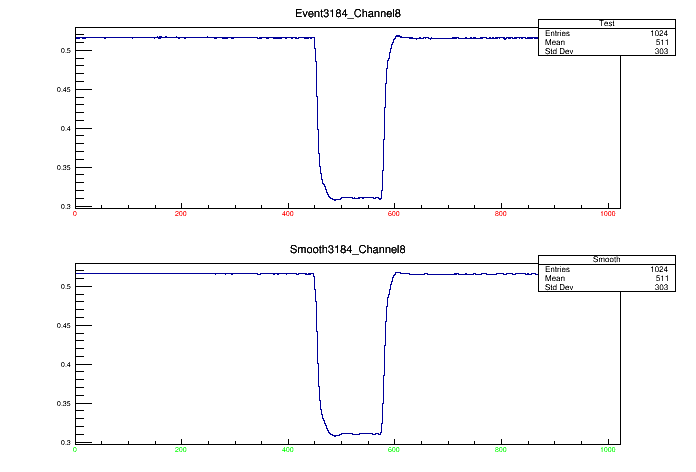 Event3184_Channel8
Test
Entries 1024
Mean 511
Std Dev 303
0.5
0.45
0.4
0.35
0.3
0 200 400 600 800 1000
Smooth3184_Channel8
Smooth
Entries 1024
Mean 511
Std Dev 303
0.5
0.45
0.4
0.35
0.3
0 200 400 600 800 1000